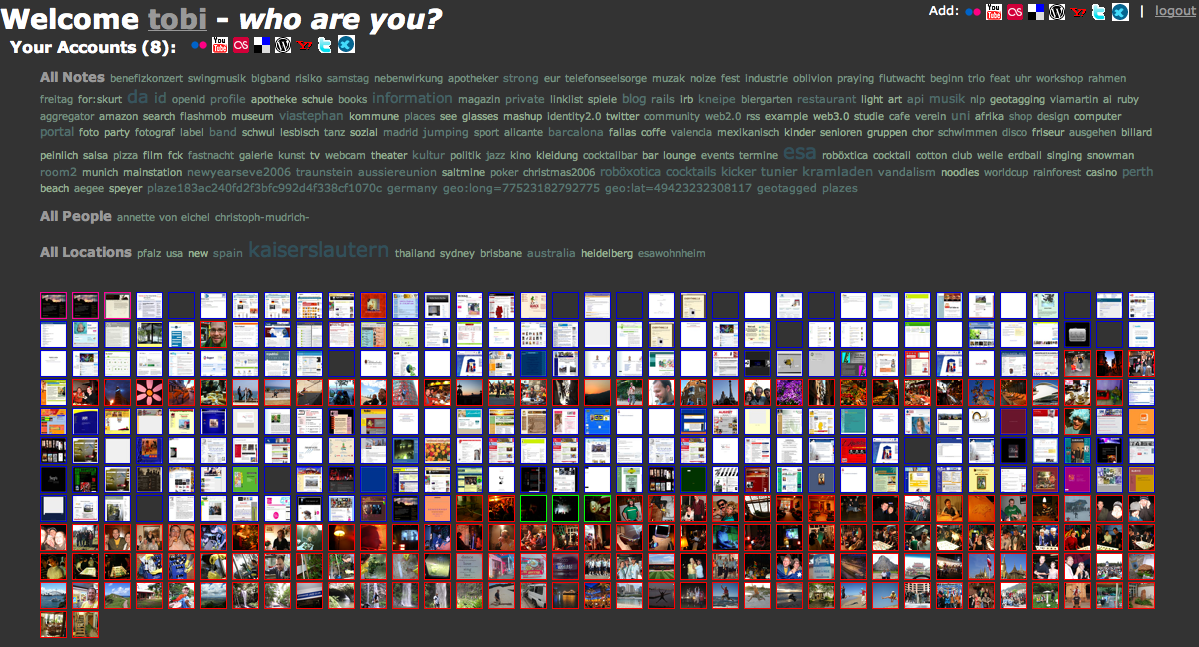 Welcome tobi - who are you?
Add: You Tube OS | logout
Your Accounts (8): You Tube OS
All Notes benefizkonzert swingmusik bigband risiko samstag nebenwirkung apotheker strong eur telefonseelsorge muzak noize fest industrie oblivion praying flutwacht beginn trio feat uhr workshop rahmen
freitag for:skurt da id openid profile apotheke schule books information magazin private linklist spiele blog rails irb kneipe biergarten restaurant light art api musik nip geotagging viamartin al ruby
aggregator amazon search flashmob museum viastephan kommune places see glasses mashup identity2.0 twitter community web2.0 rss example web3.0 studie cafe verein uni afrika shop design computer
portal foto party fotograf label band schwul lesbisch tanz sozial madrid jumping sport alicante barcalona fallas coffe valencia mexikanisch kinder senioren gruppen chor schwimmen disco friseur ausgehen billard
peinlich salsa pizza film fck fastnacht galerie kunst tv webcam theater kultur politik jazz kino kleidung cocktailbar bar lounge events termine esa roböxtica cocktail cotton club welle erdball singing snowman
room2 munich mainstation newyearseve2006 traunstein aussiereunion saltmine poker christmas2006 roböxotica cocktails kicker tunier kramladen vandalism noodles worldcup rainforest casino perth
beach aegee speyer plaze183ac240fd2f3bfc992d4f338cf1070c germany geo:long=77523182792775 geo:lat=49423232308117 geotagged plazes
All People annette von eichel christoph-mudrich-
All Locations pfalz usa new spain kaiserslautern thailand sydney brisbane australia heidelberg esawohnheim